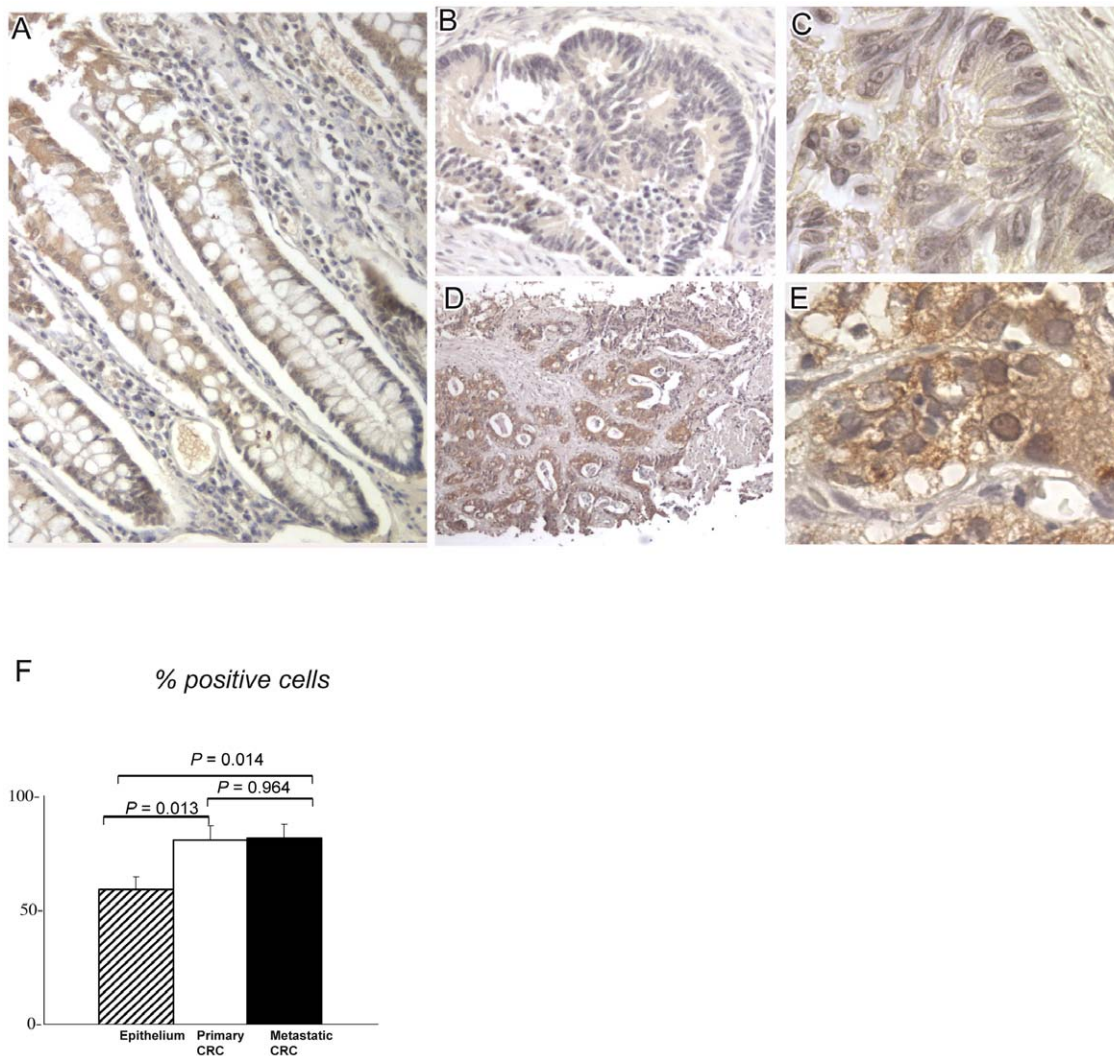 A
B
C
D
E
F
% positive cells
P = 0.014
P = 0.964
P = 0.013
100-
50-
0-
Epithelium Primary Metastatic
CRC CRC